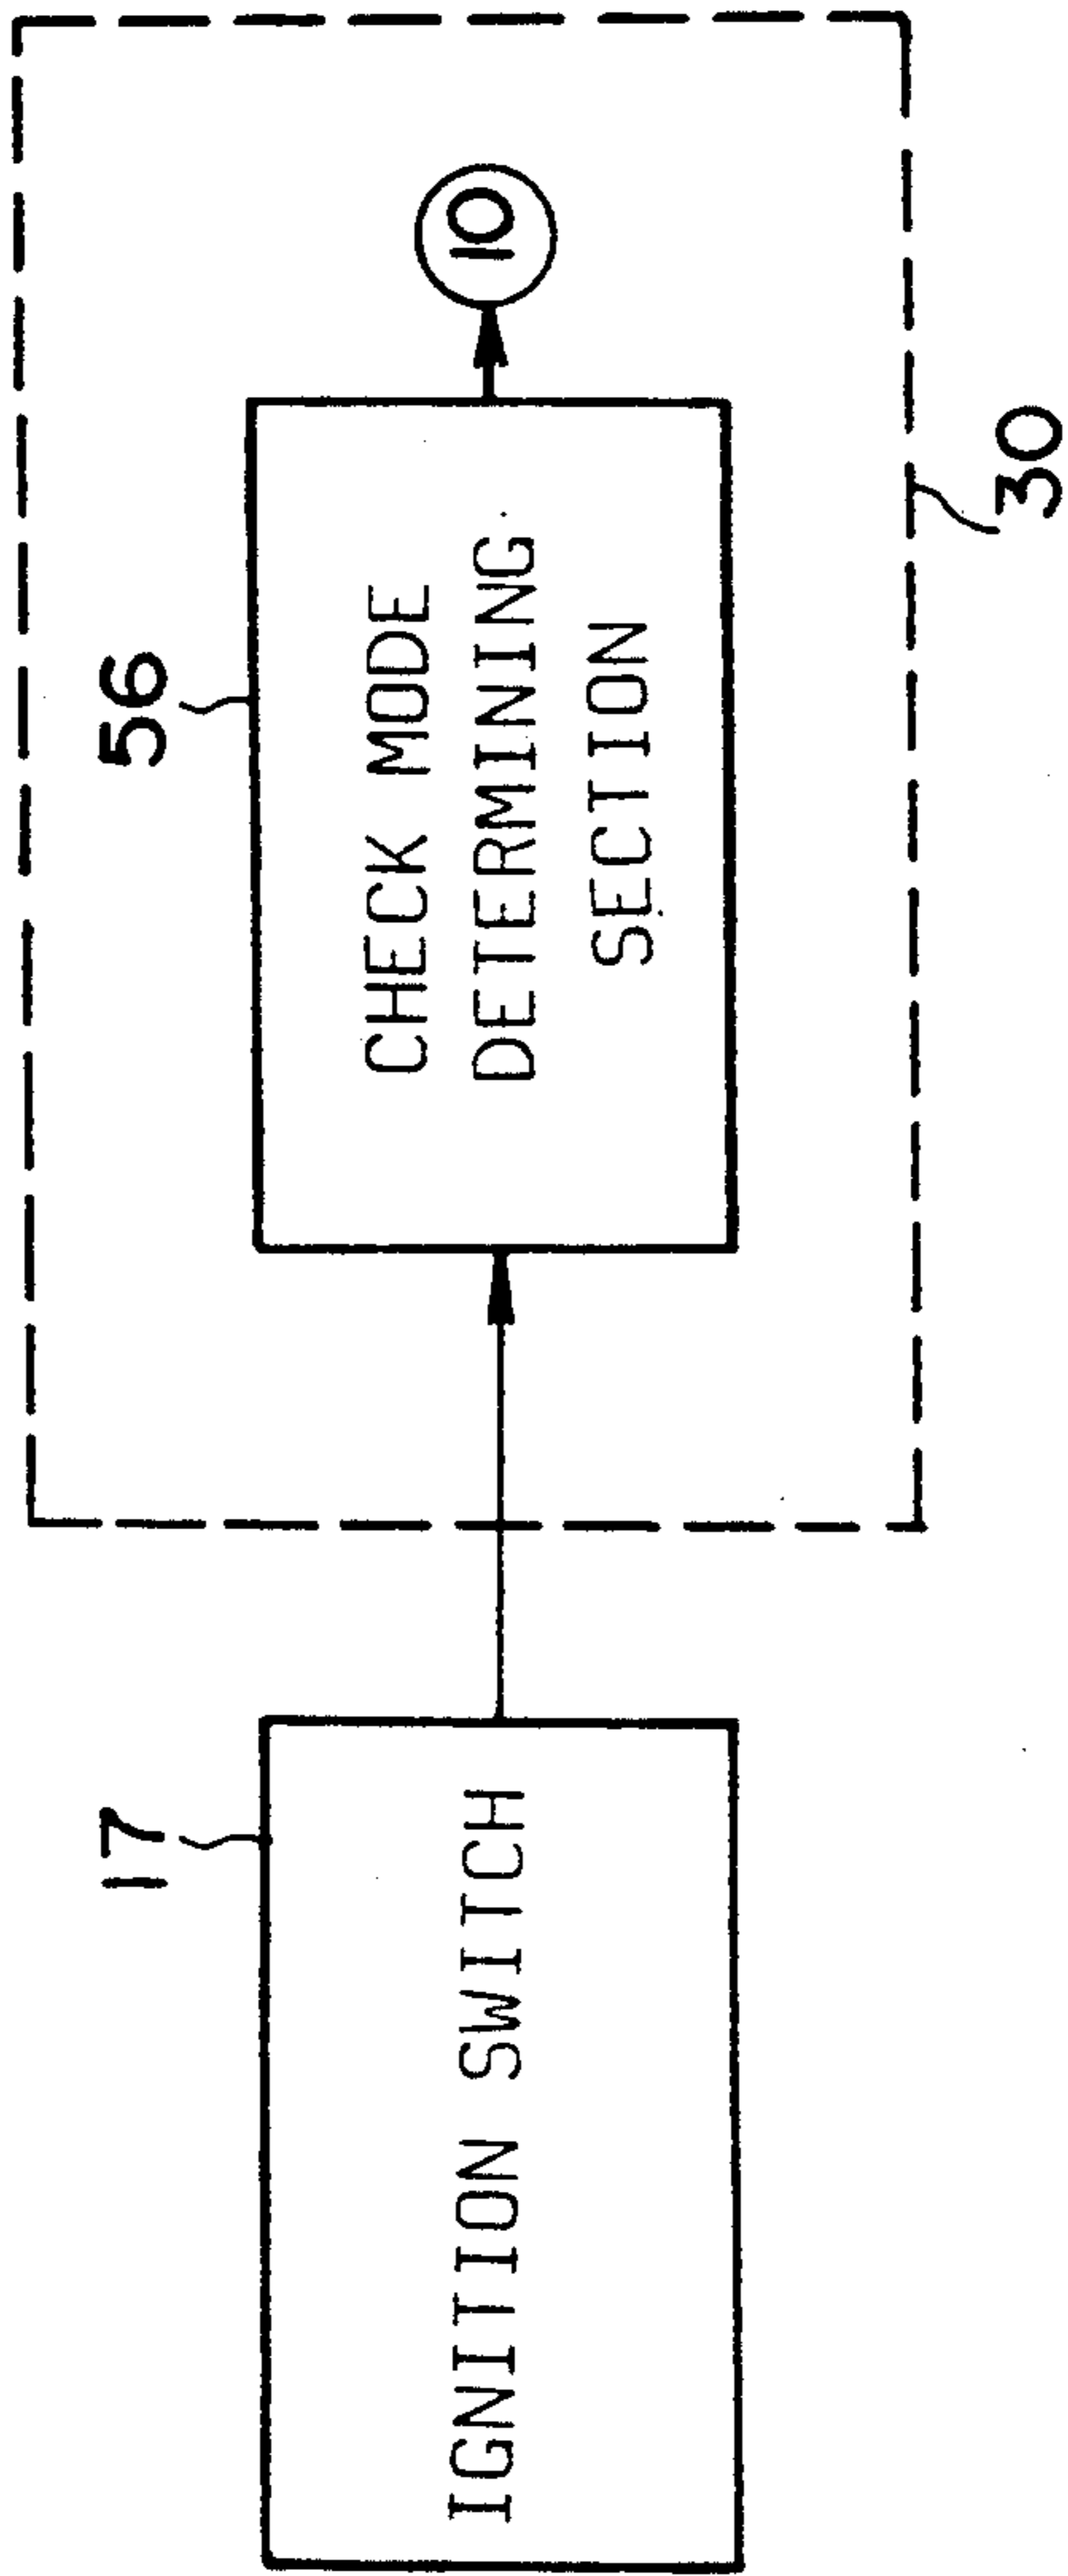 17
IGNITION SWITCH
56
CHECK MODE
DETERMINING
SECTION
10
30